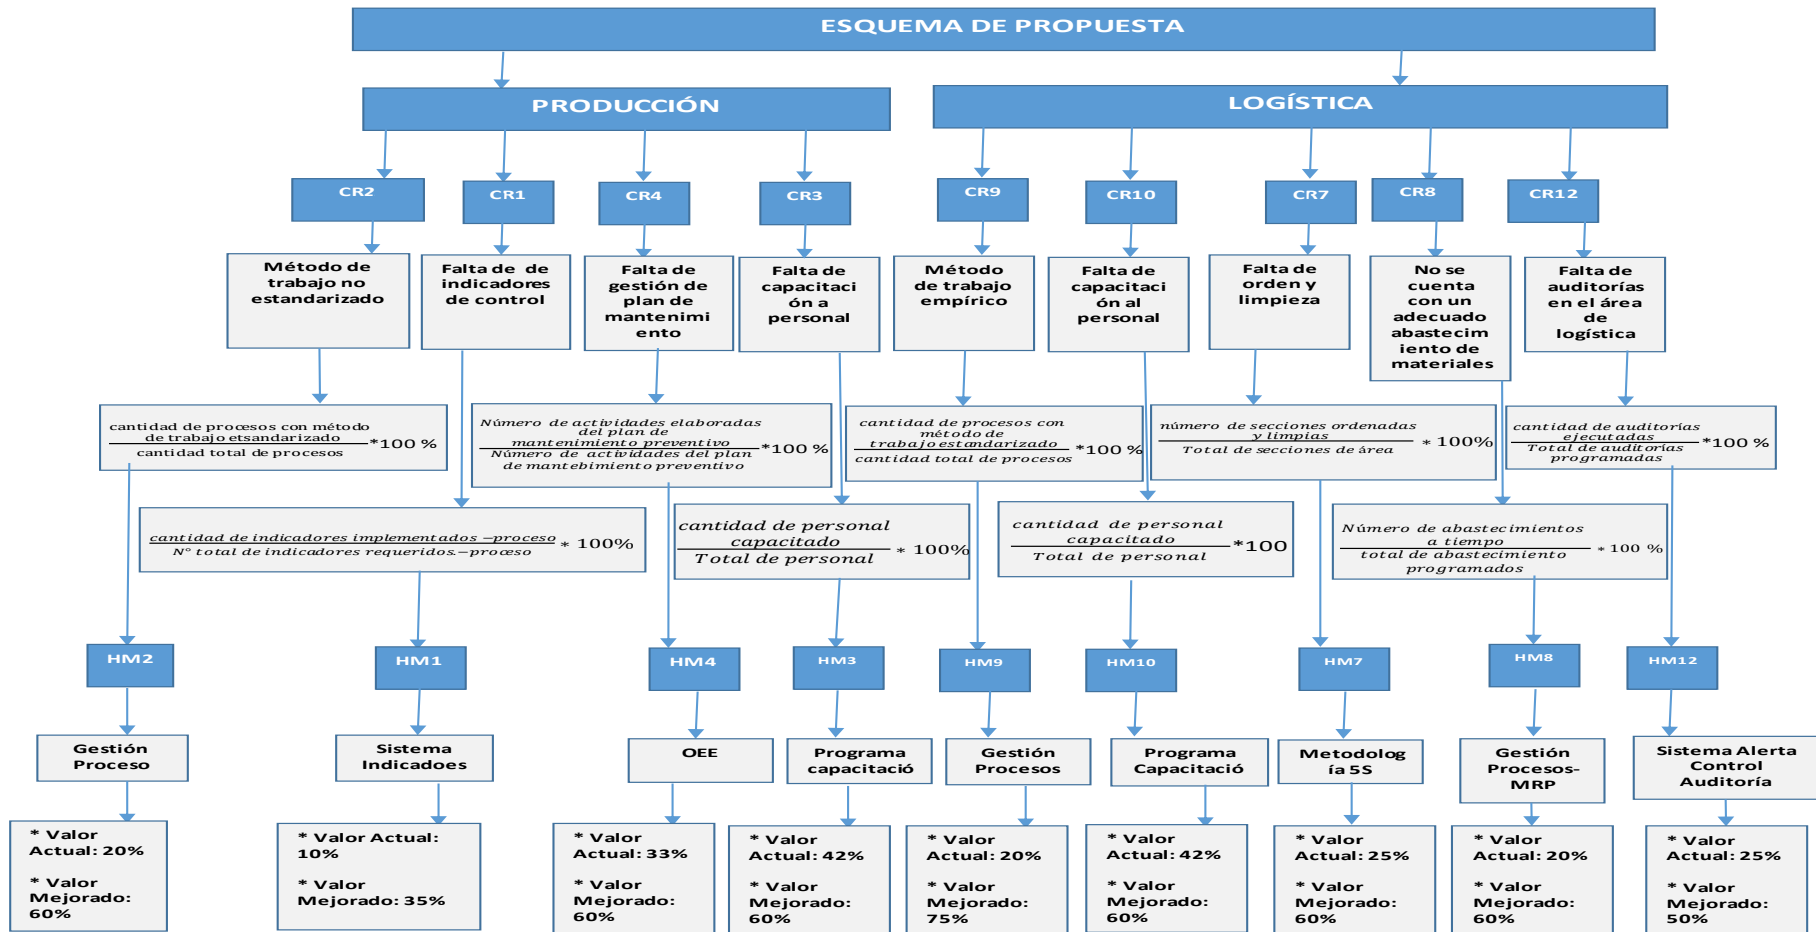 ESQUEMA DE PROPUESTA
PRODUCCIÓN
LOGÍSTICA
CR2
CR1
CR4
CR3
CR9
CR10
CR7
CR8
CR12
Método de
trabajo no
estandarizado
Falta de de
indicadores
de control
Falta de
gestión de
plan de
mantenimi
ento
Falta de
capacitaci
ón a
personal
Método
de trabajo
empírico
Falta de
capacitaci
ón al
personal
Falta de
orden y
limpieza
No se
cuenta
con un
adecuado
abastecim
iento de
materiales
Falta de
auditorías
en el área
de
logística
cantidad de procesos con método
de trabajo etsandarizado
cantidad total de procesos
*100 %
Número de actividades elaboradas
del plan de
mantenimiento preventivo
Número de actividades del plan
de mantebimiento preventivo
*100 %
cantidad de procesos con
método de
trabajo estandarizado
cantidad total de procesos
*100 %
número de secciones ordenadas
y limpias
Total de secciones de área
* 100%
cantidad de auditorías
ejecutadas
Total de auditorías
programadas
*100 %
cantidad de indicadores implementados −proceso
N° total de indicadores requeridos−proceso
* 100%
cantidad de personal
capacitado
Total de personal
* 100%
cantidad de personal
capacitado
Total de personal
*100
Número de abastecimientos
a tiempo
total de abastecimiento
programados
* 100 %
HM2
HM1
HM4
HM3
HM9
HM10
HM7
HM8
HM12
Gestión
Proceso
Sistema
Indicadoes
OEE
Programa
capacitació
Gestión
Procesos
Programa
Capacitació
Metodolog
ía 5S
Gestión
Procesos-
MRP
Sistema Alerta
Control
Auditoría
* Valor
Actual: 20%
* Valor
Mejorado:
60%
* Valor Actual:
10%
* Valor
Mejorado: 35%
* Valor
Actual: 33%
* Valor
Mejorado:
60%
* Valor
Actual: 42%
* Valor
Mejorado:
60%
* Valor
Actual: 20%
* Valor
Mejorado:
75%
* Valor
Actual: 42%
* Valor
Mejorado:
60%
* Valor
Actual: 25%
* Valor
Mejorado:
60%
* Valor
Actual: 20%
* Valor
Mejorado:
60%
* Valor
Actual: 25%
* Valor
Mejorado:
50%